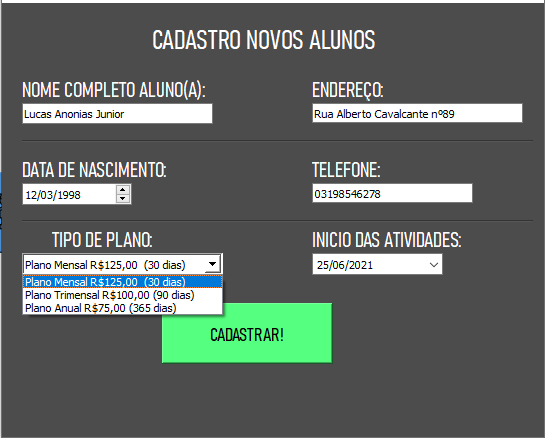 CADASTRO NOVOS ALUNOS
NOME COMPLETO ALUNO(A):
Lucas Anonias Junior
ENDEREÇO:
Rua Alberto Cavalcante nº89
DATA DE NASCIMENTO:
12/03/1998
TELEFONE:
03198546278
TIPO DE PLANO:
Plano Mensal R$125,00 (30 dias)
Plano Mensal R$125,00 (30 dias)
Plano Trimensal R$100,00 (90 dias)
Plano Anual R$75,00 (365 dias)
INICIO DAS ATIVIDADES:
25/06/2021
CADASTRAR!